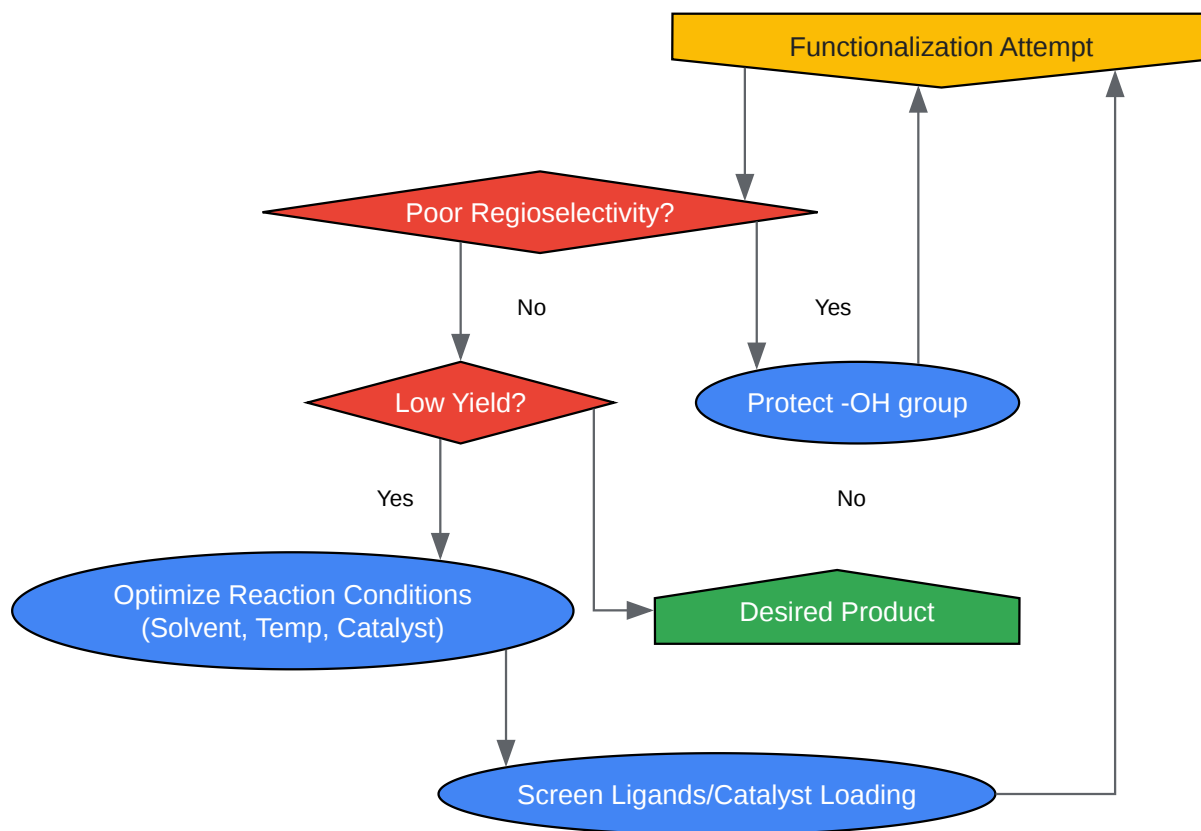 Functionalization Attempt
Poor Regioselectivity?
No
Yes
Low Yield?
Protect -OH group
Yes
No
Optimize Reaction Conditions
(Solvent, Temp, Catalyst)
Desired Product
Screen Ligands/Catalyst Loading